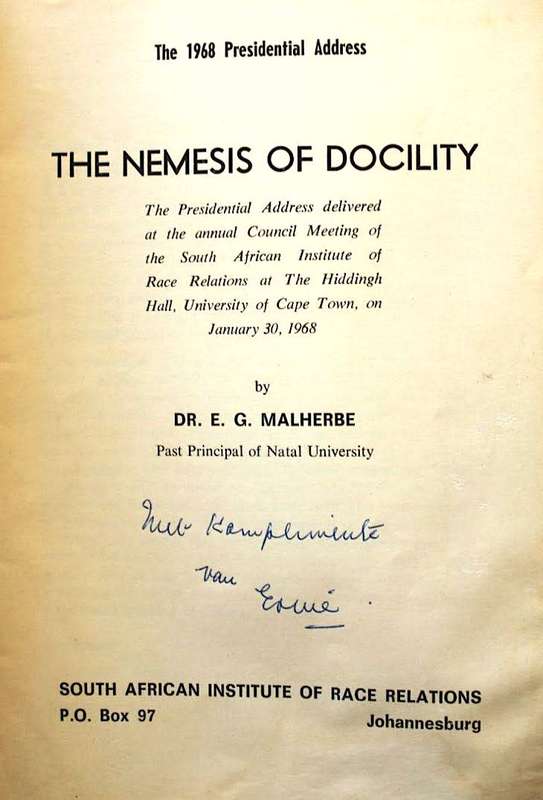 The 1968 Presidential Address
THE NEMESIS OF DOCILITY
The Presidential Address delivered
at the annual Council Meeting of
the South African Institute of
Race Relations at The Hiddingh
Hall, University of Cape Town, on
January 30, 1968
by
DR. E. G. MALHERBE
Past Principal of Natal University
Met Komplimente
van
Ernie.
SOUTH AFRICAN INSTITUTE OF RACE RELATIONS
P.O. Box 97 Johannesburg